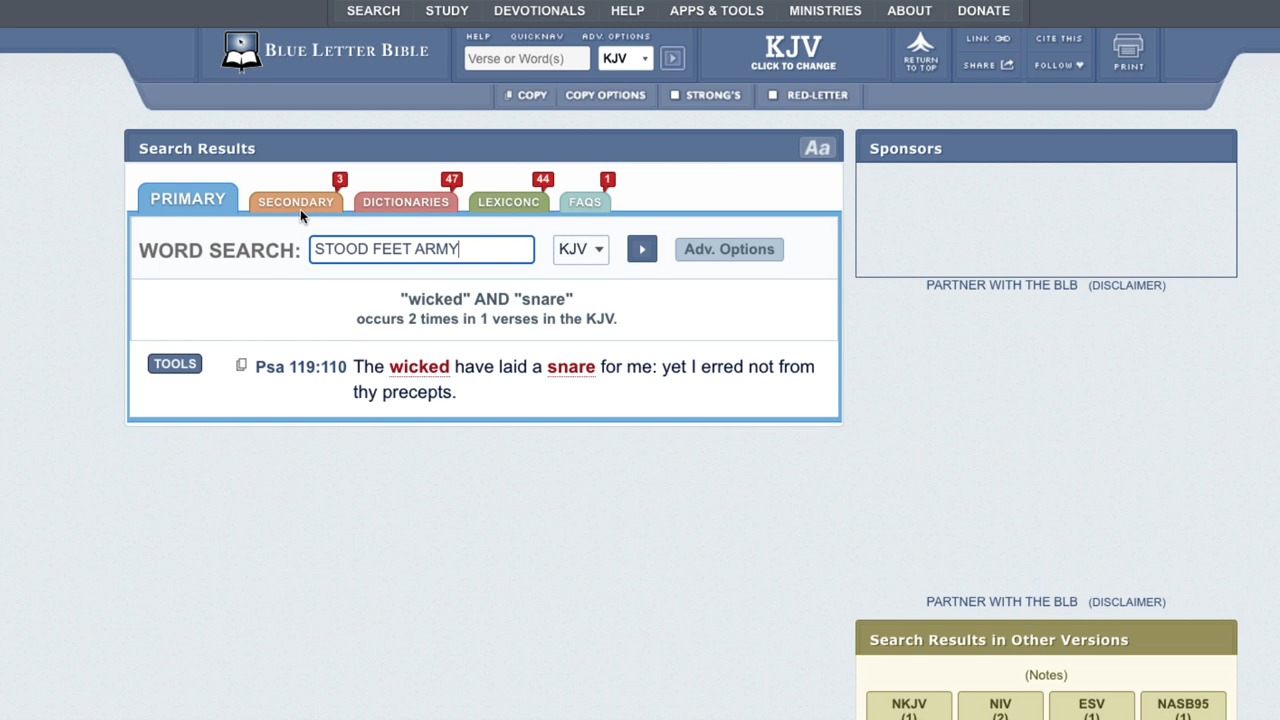 SEARCH STUDY DEVOTIONALS HELP APPS & TOOLS MINISTRIES ABOUT DONATE
BLUE LETTER BIBLE
HELP QUICKNAV ADV. OPTIONS
Verse or Word(s) KJV
KJV
CLICK TO CHANGE
RETURN
TO TOP
LINK CITE THIS
SHARE FOLLOW
PRINT
COPY COPY OPTIONS STRONG'S RED-LETTER
Search Results Aa
PRIMARY
SECONDARY 3
DICTIONARIES 47
LEXICONC 44
FAQS 1
WORD SEARCH: STOOD FEET ARMY KJV Adv. Options
"wicked" AND "snare"
occurs 2 times in 1 verses in the KJV.
TOOLS Psa 119:110 The wicked have laid a snare for me: yet I erred not from
thy precepts.
Sponsors
PARTNER WITH THE BLB (DISCLAIMER)
PARTNER WITH THE BLB (DISCLAIMER)
Search Results in Other Versions
(Notes)
NKJV NIV ESV NASB95
(1) (2) (1) (1)